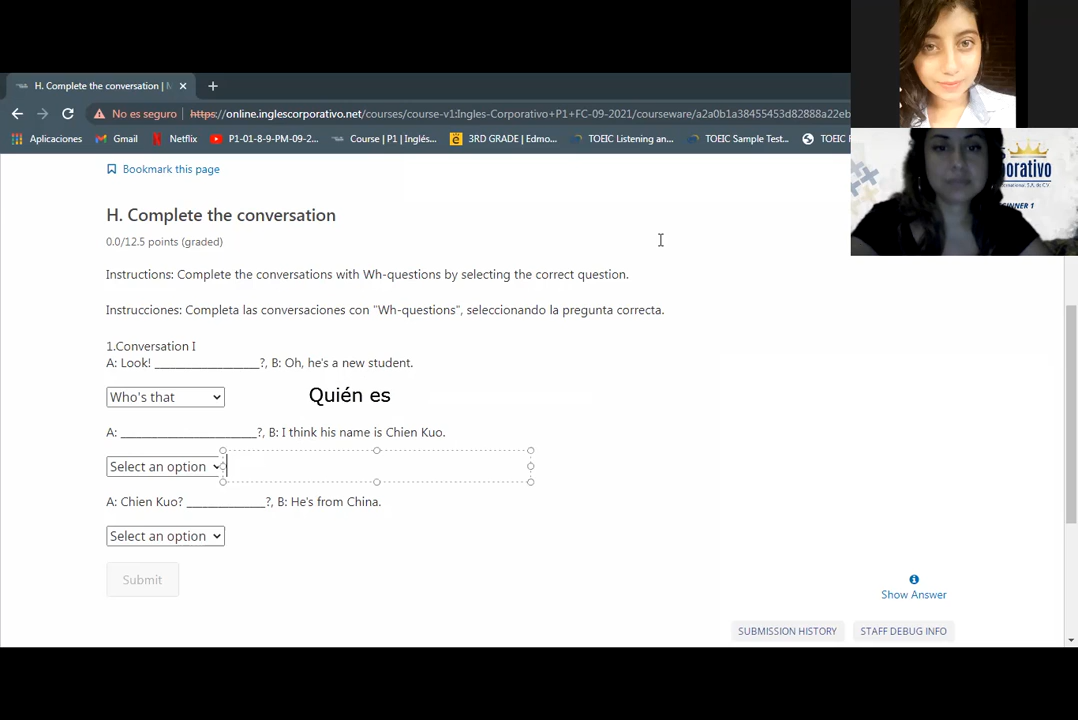 H. Complete the conversation |
No es seguro
https://online.inglescorporativo.net/courses/course-v1:Ingles-Corporativo+P1+FC-09-2021/courseware/a2a0b1a38455453d82888a22eb
Aplicaciones Gmail Netflix P1-01-8-9-PM-09-2... Course | P1 | Inglés... 3RD GRADE | Edmo... TOEIC Listening an... TOEIC Sample Test... TOEIC
Bookmark this page
H. Complete the conversation
0.0/12.5 points (graded)
Instructions: Complete the conversations with Wh-questions by selecting the correct question.
Instrucciones: Completa las conversaciones con "Wh-questions", seleccionando la pregunta correcta.
1.Conversation I
A: Look! ____________________?, B: Oh, he's a new student.
Who's that
Quién es
A: __________________________?, B: I think his name is Chien Kuo.
Select an option
A: Chien Kuo? _______________?, B: He's from China.
Select an option
Submit
Show Answer
SUBMISSION HISTORY STAFF DEBUG INFO
orativo
INNER 1